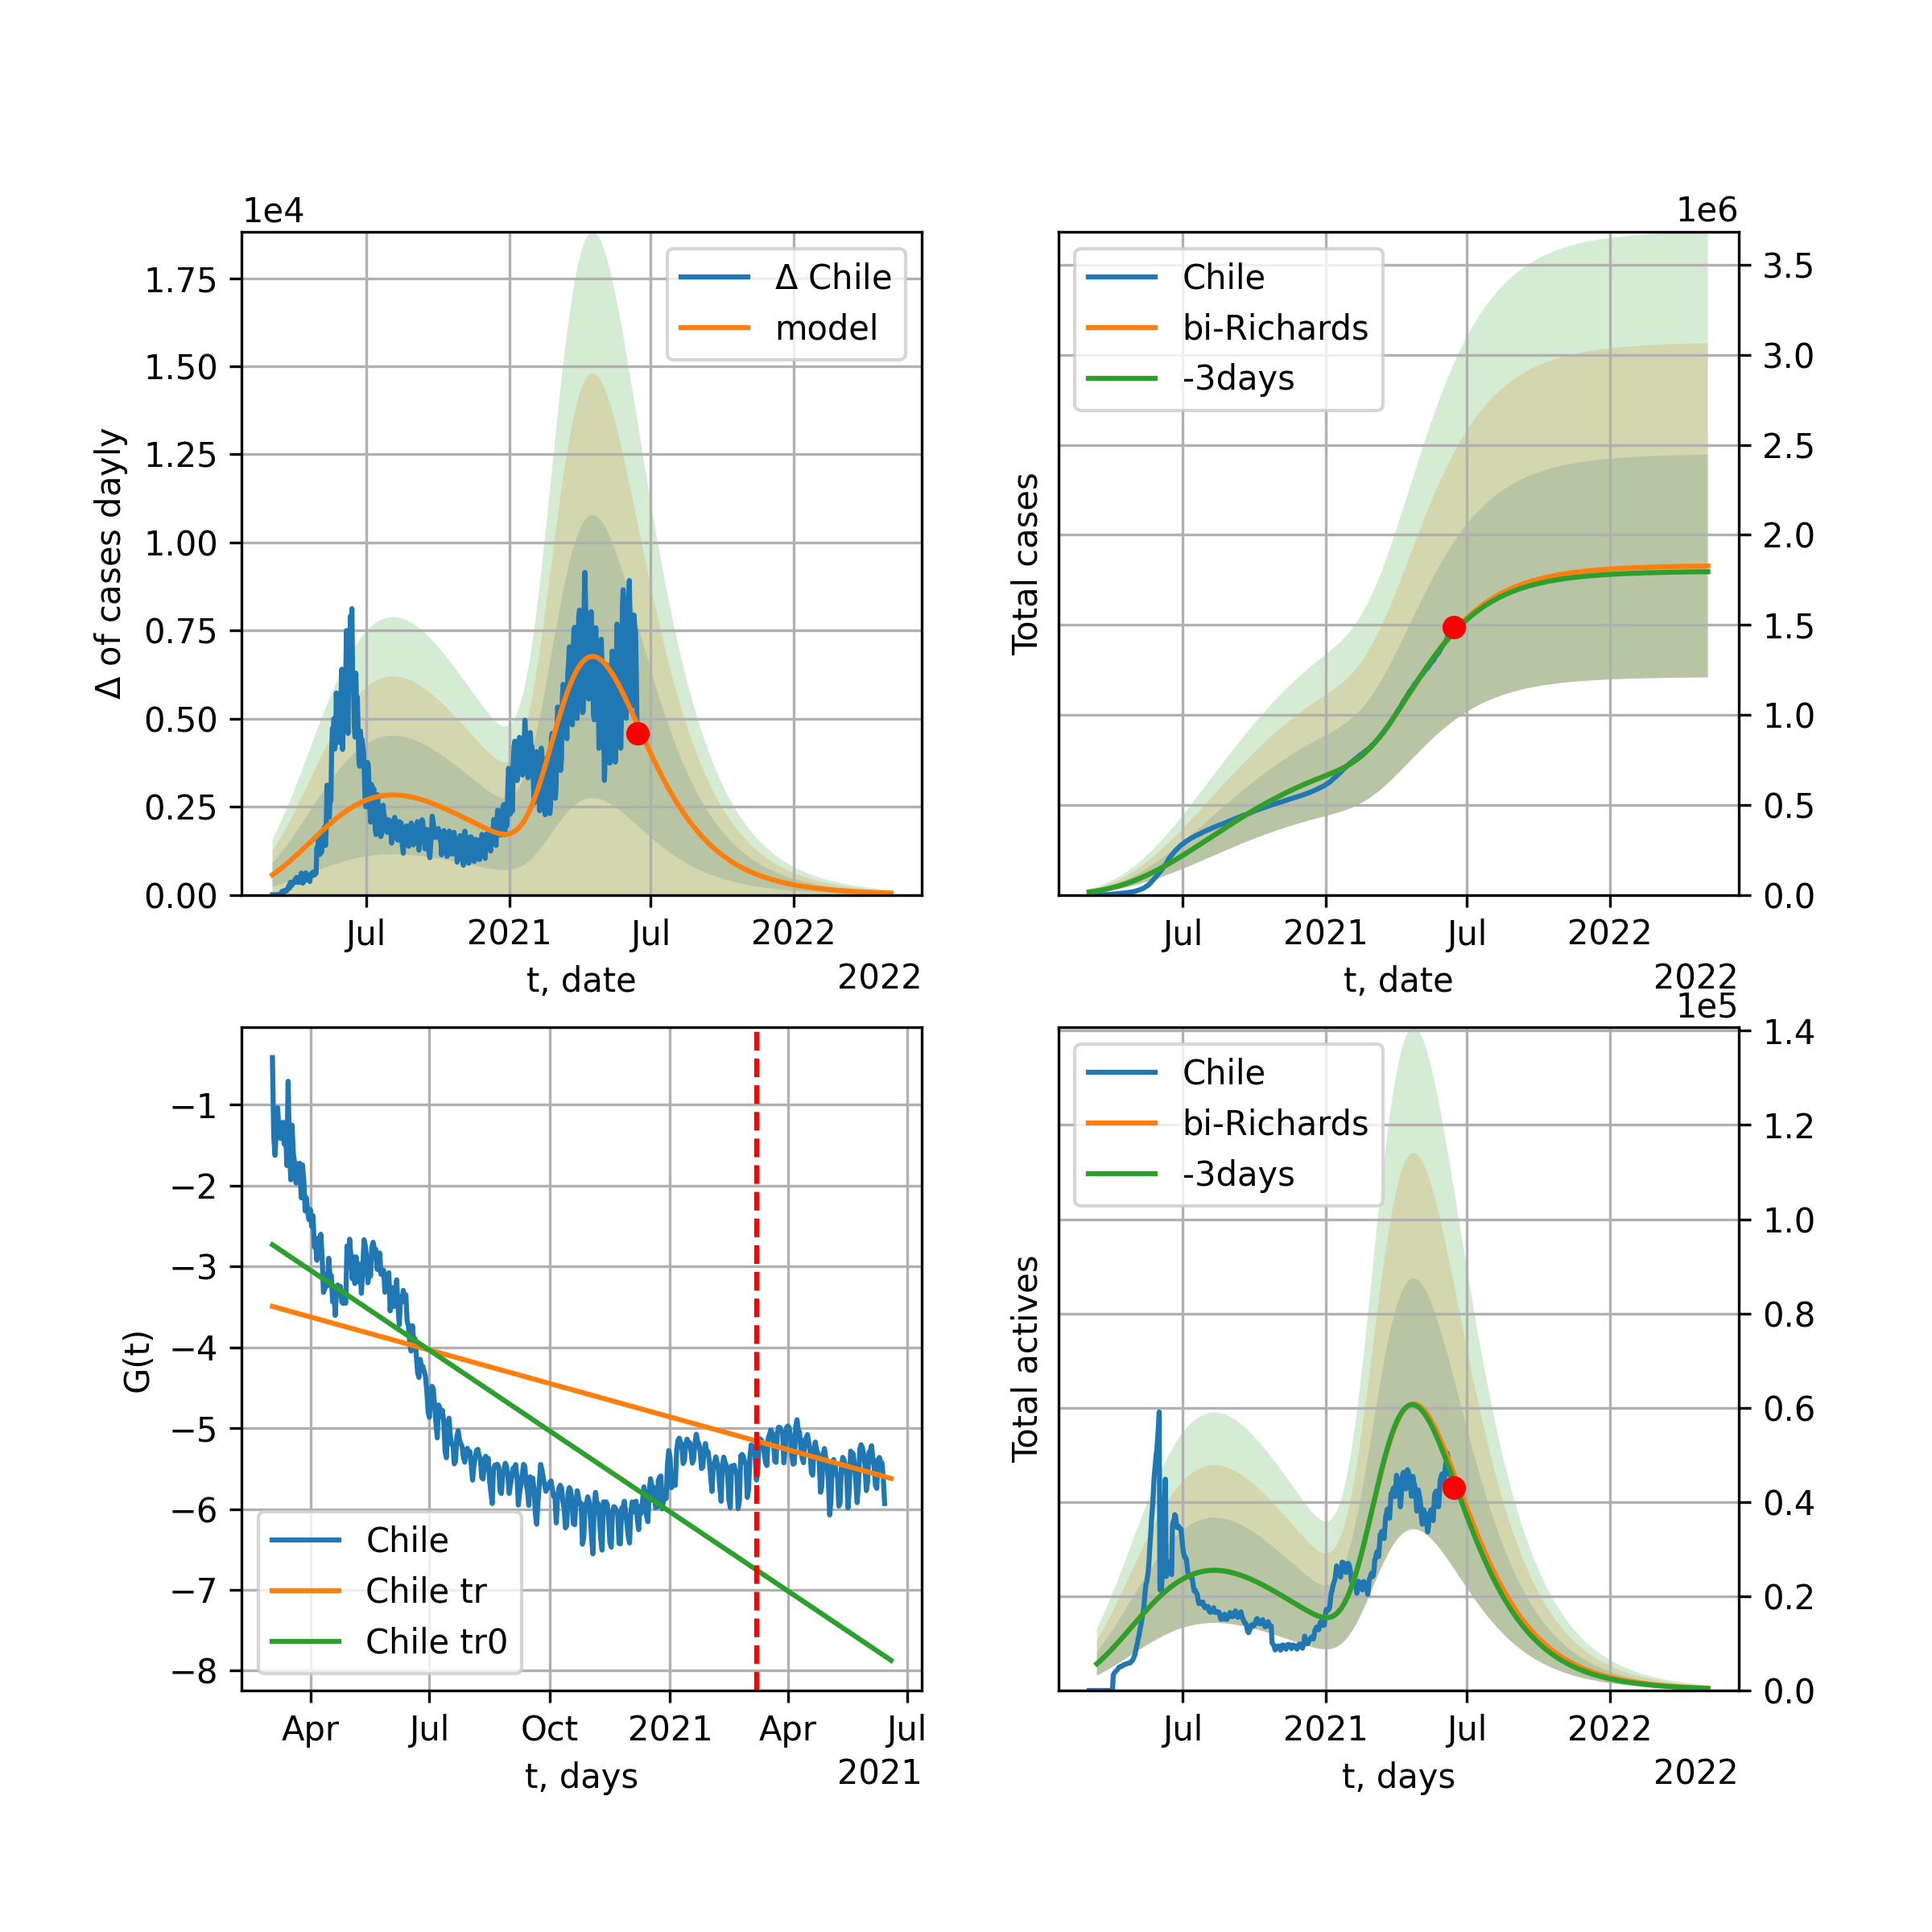 1e4
1.75
1.50
1.25
1.00
0.75
0.50
0.25
0.00
Δ of cases dayly
Δ Chile
model
Jul
2021
Jul
2022
t, date
2022
1e6
3.5
3.0
2.5
2.0
1.5
1.0
0.5
0.0
Total cases
Chile
bi-Richards
-3days
Jul
2021
Jul
2022
t, date
2022
−1
−2
−3
−4
−5
−6
−7
−8
G(t)
Chile
Chile tr
Chile tr0
Apr
Jul
Oct
2021
Apr
Jul
t, days
2021
1e5
1.4
1.2
1.0
0.8
0.6
0.4
0.2
0.0
Total actives
Chile
bi-Richards
-3days
Jul
2021
Jul
2022
t, days
2022